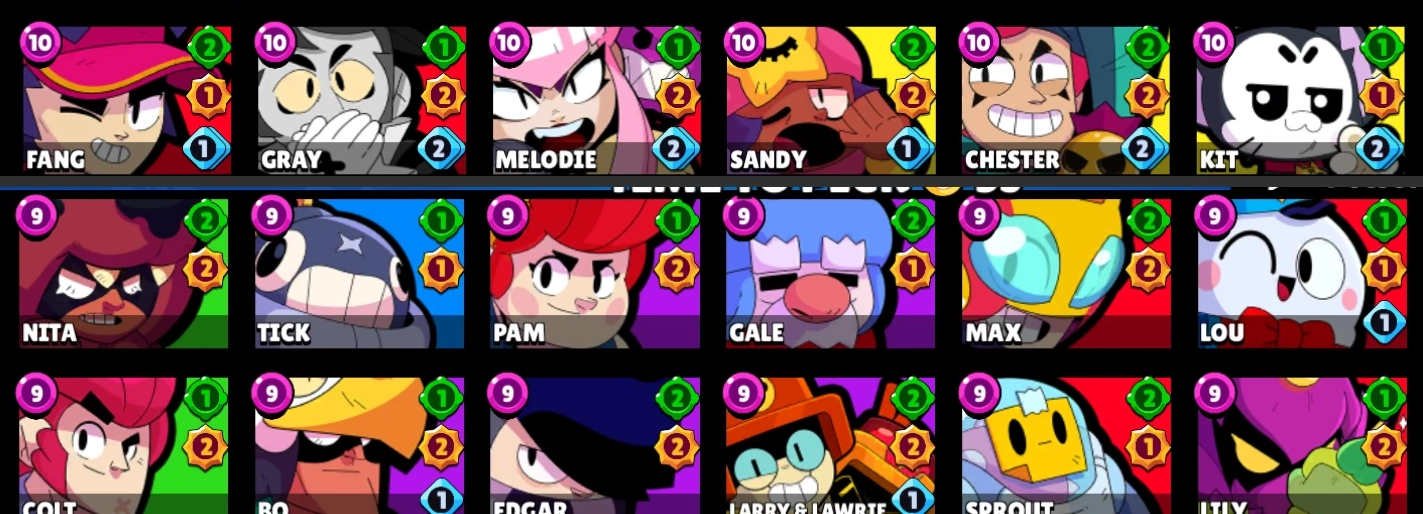 10 2 10 1 10 1 10 2 10 2 10 1
1 2 2 2 2 1
1 2 2 1 2 2
FANG GRAY MELODIE SANDY CHESTER KIT
9 2 9 1 9 1 9 2 9 2 9 1
2 1 2 1 2 1
1
NITA TICK PAM GALE MAX LOU
9 1 9 1 9 2 9 2 9 2 9 1
2 2 2 2 1 2
1 1
COLT BO EDGAR LARRY & LAWRIE SPROUT LILY